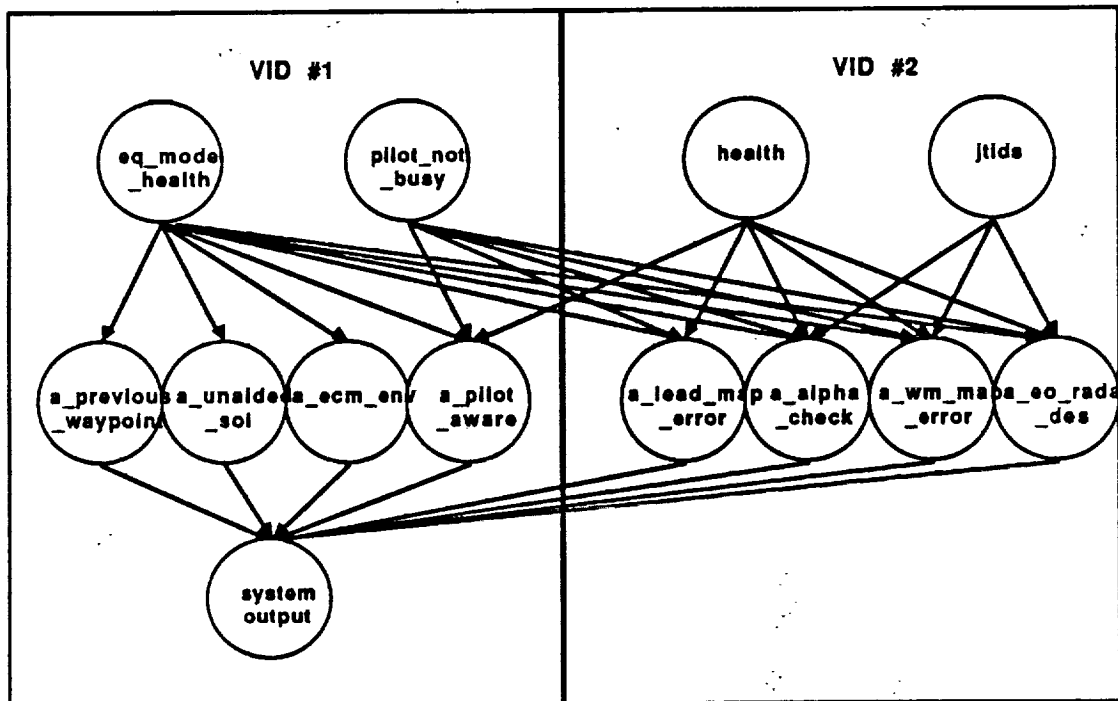 VID #1
VID #2
eq_mode
_health
pilot_not
_busy
health
jtids
a_previous
_waypoint
a_unaided
_soi
a_ecm_env
a_pilot
_aware
a_lead_map
_error
a_alpha
_check
a_wm_map
_error
a_eo_rada
_des
system
output